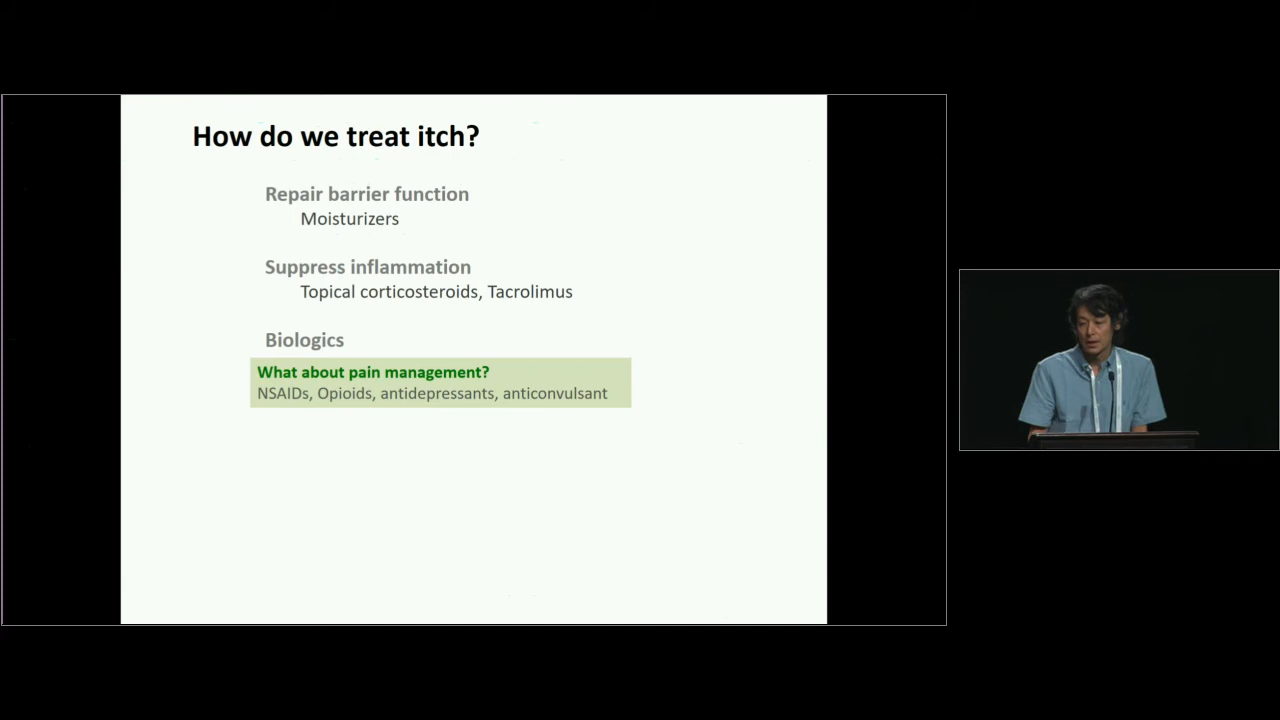 How do we treat itch?
Repair barrier function
Moisturizers
Suppress inflammation
Topical corticosteroids, Tacrolimus
Biologics
What about pain management?
NSAIDs, Opioids, antidepressants, anticonvulsant